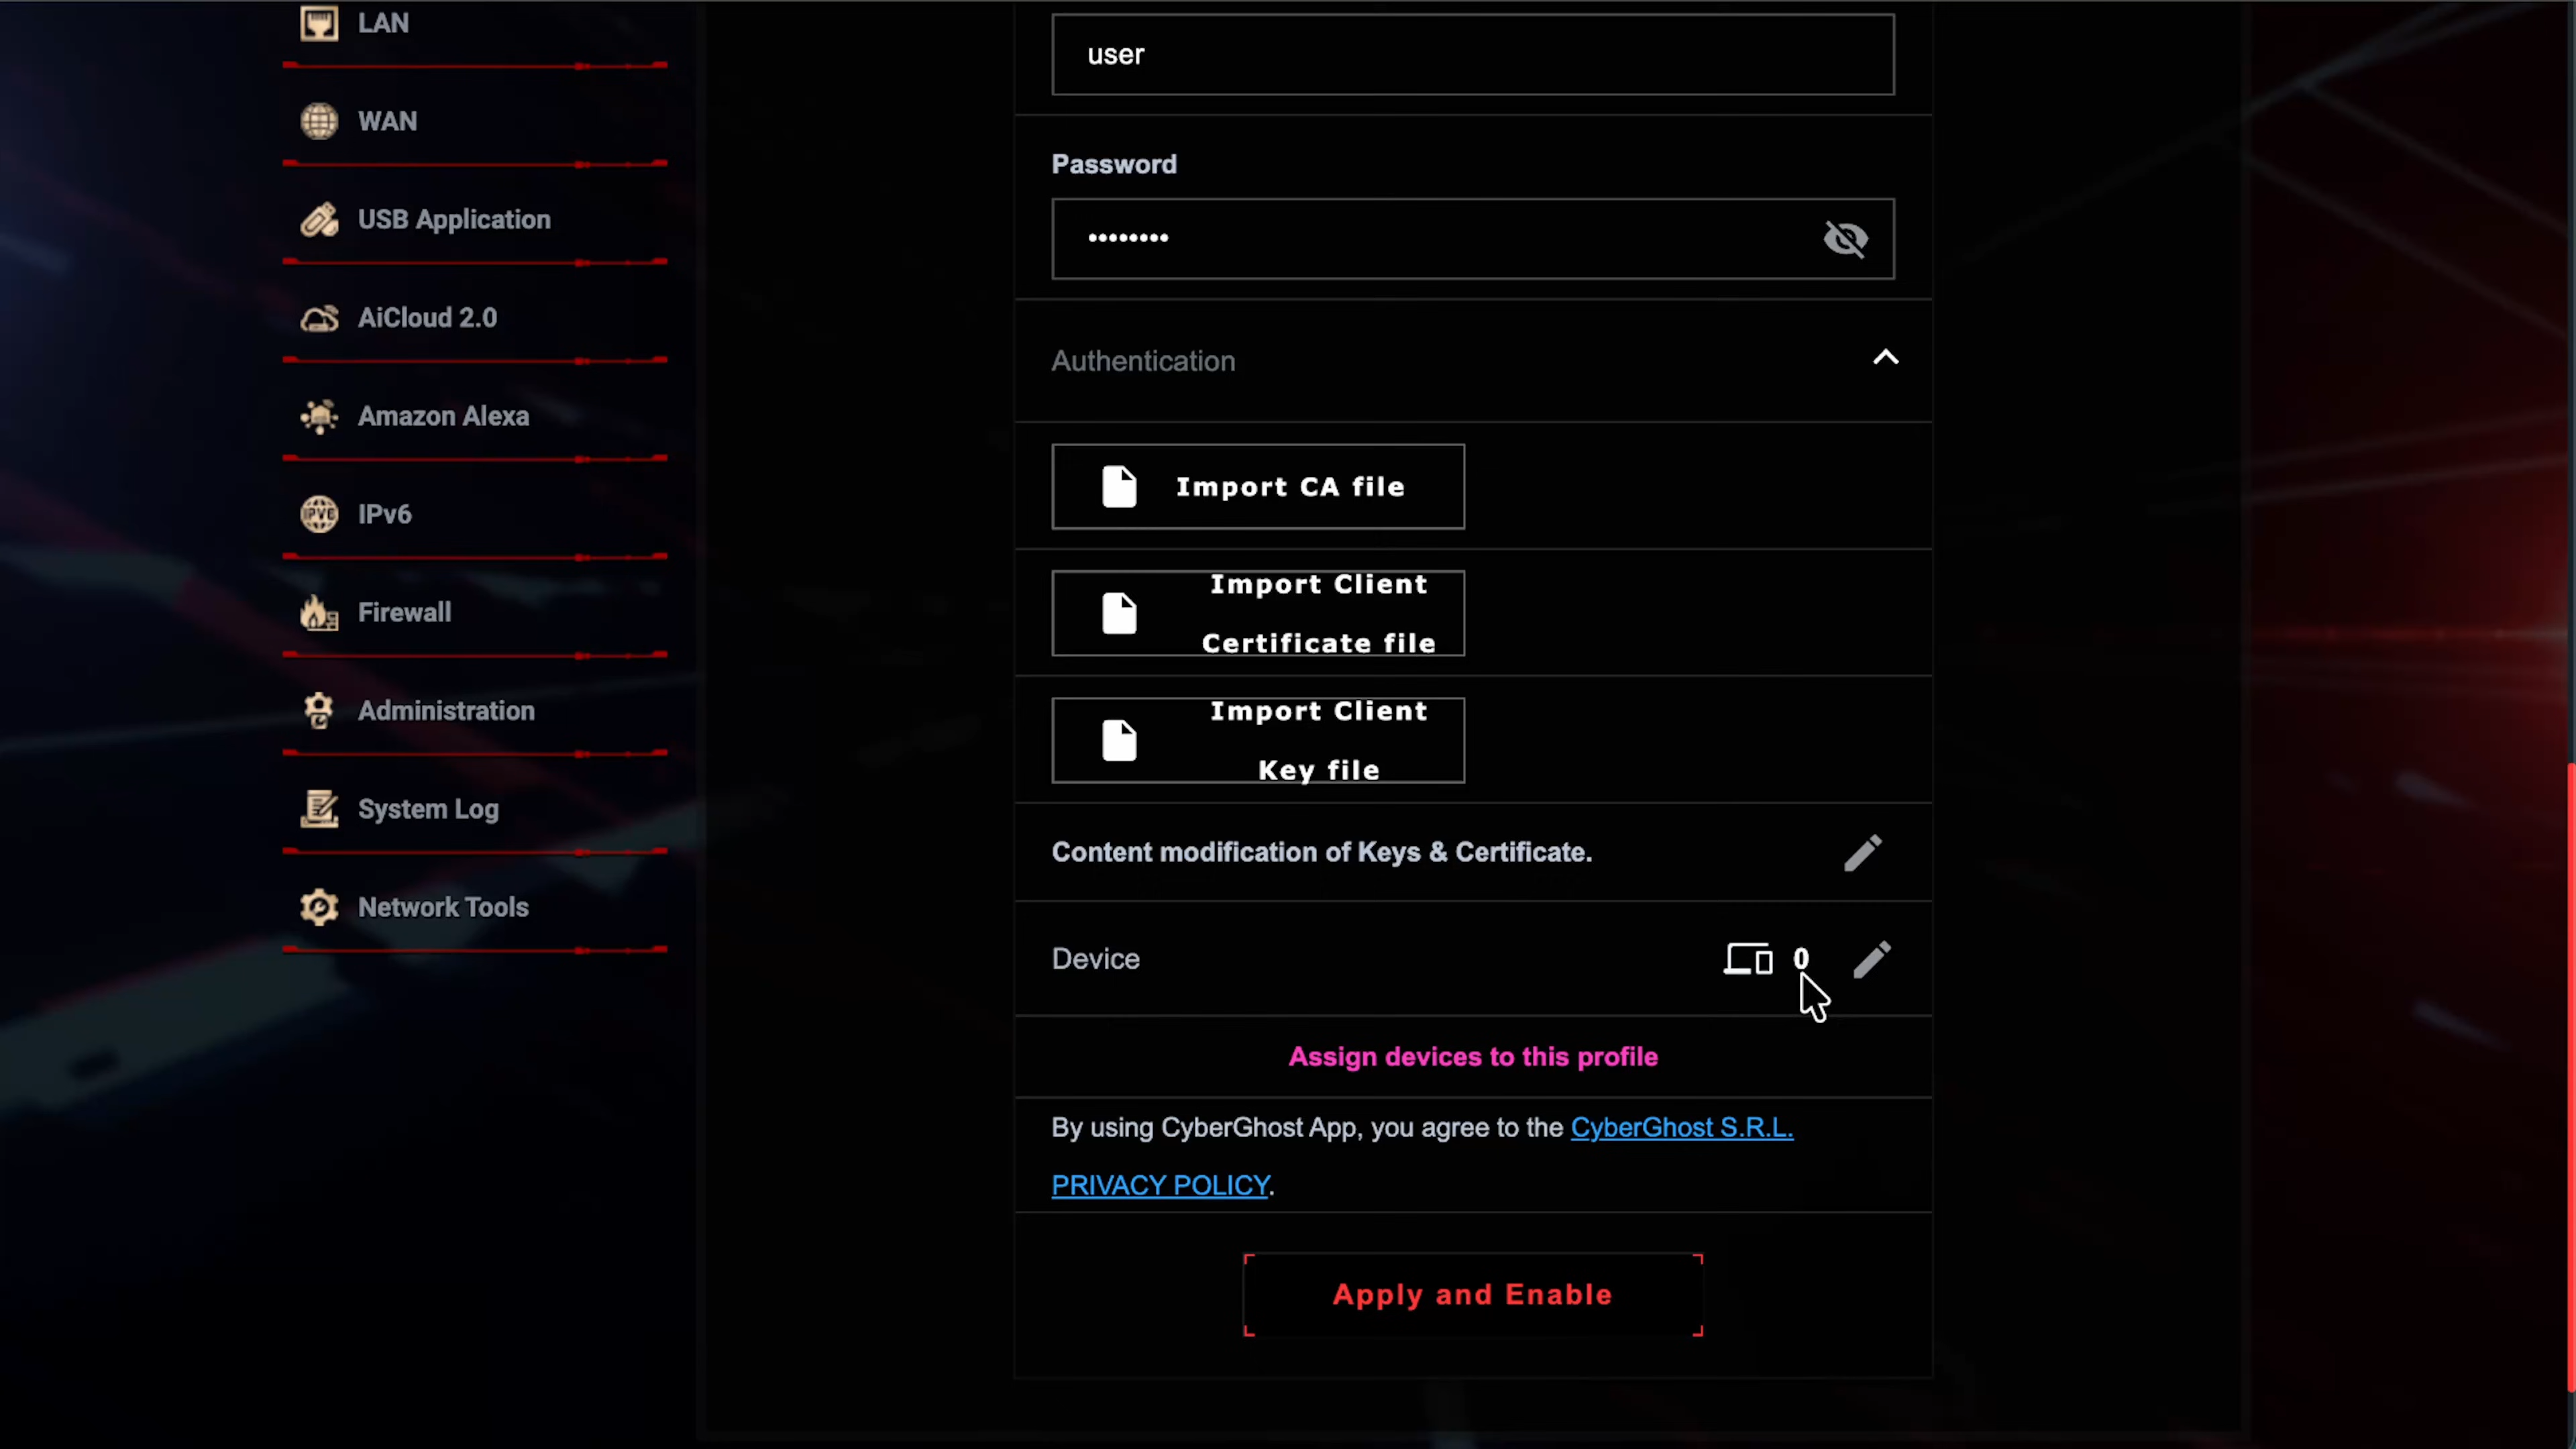 LAN
WAN
USB Application
AiCloud 2.0
Amazon Alexa
IPv6
Firewall
Administration
System Log
Network Tools
user
Password
••••••••
Authentication
Import CA file
Import Client
Certificate file
Import Client
Key file
Content modification of Keys & Certificate.
Device
0
Assign devices to this profile
By using CyberGhost App, you agree to the CyberGhost S.R.L.
PRIVACY POLICY.
Apply and Enable